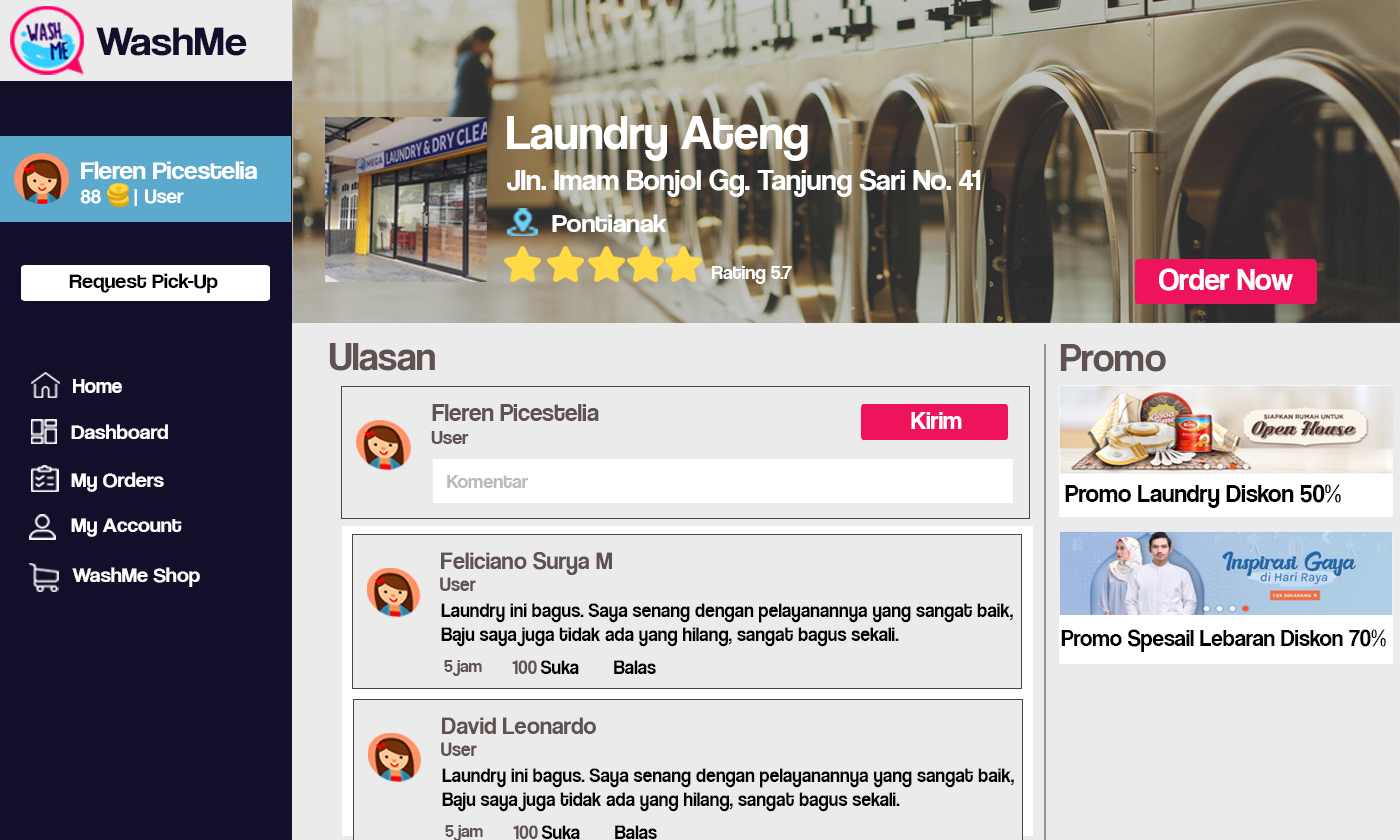 WASH
ME
WashMe
Fleren Picestelia
88 | User
Request Pick-Up
Home
Dashboard
My Orders
My Account
WashMe Shop
MEGA LAUNDRY & DRY CLEA
Laundry Ateng
Jln. Imam Bonjol Gg. Tanjung Sari No. 41
Pontianak
Rating 5.7
Order Now
Ulasan
Fleren Picestelia
User
Kirim
Komentar
Feliciano Surya M
User
Laundry ini bagus. Saya senang dengan pelayanannya yang sangat baik,
Baju saya juga tidak ada yang hilang, sangat bagus sekali.
5 jam 100 Suka Balas
David Leonardo
User
Laundry ini bagus. Saya senang dengan pelayanannya yang sangat baik,
Baju saya juga tidak ada yang hilang, sangat bagus sekali.
5 jam 100 Suka Balas
Promo
SIAPKAN RUMAH UNTUK
Open House
Promo Laundry Diskon 50%
Inspirasi Gaya
di Hari Raya
CEK SEKARANG
Promo Spesail Lebaran Diskon 70%